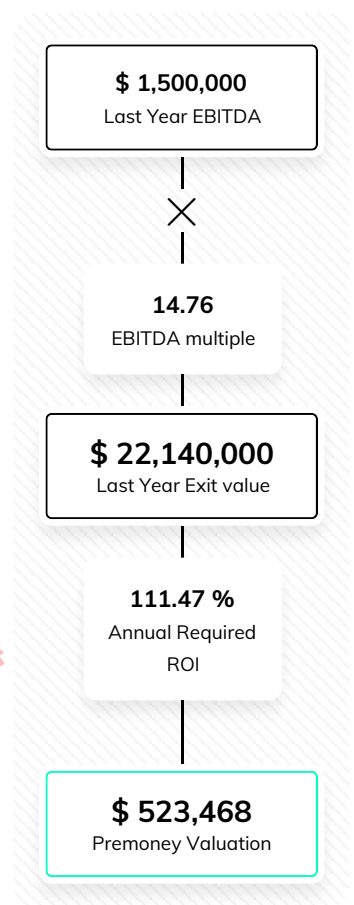 $ 1,500,000
Last Year EBITDA
14.76
EBITDA multiple
$ 22,140,000
Last Year Exit value
111.47 %
Annual Required
ROI
$ 523,468
Premoney Valuation